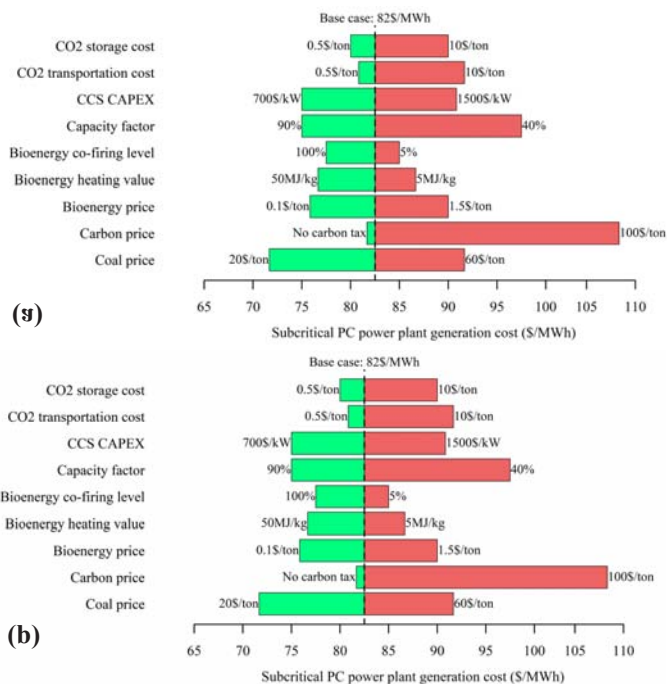 Base case: 82$/MWh
CO2 storage cost 0.5$/ton 10$/ton
CO2 transportation cost 0.5$/ton 10$/ton
CCS CAPEX 700$/kW 1500$/kW
Capacity factor 90% 40%
Bioenergy co-firing level 100% 5%
Bioenergy heating value 50MJ/kg 5MJ/kg
Bioenergy price 0.1$/ton 1.5$/ton
Carbon price No carbon tax 100$/ton
Coal price 20$/ton 60$/ton
65 70 75 80 85 90 95 100 105 110
(a)
Subcritical PC power plant generation cost ($/MWh)
Base case: 82$/MWh
CO2 storage cost 0.5$/ton 10$/ton
CO2 transportation cost 0.5$/ton 10$/ton
CCS CAPEX 700$/kW 1500$/kW
Capacity factor 90% 40%
Bioenergy co-firing level 100% 5%
Bioenergy heating value 50MJ/kg 5MJ/kg
Bioenergy price 0.1$/ton 1.5$/ton
Carbon price No carbon tax 100$/ton
Coal price 20$/ton 60$/ton
(b)
65 70 75 80 85 90 95 100 105 110
Subcritical PC power plant generation cost ($/MWh)